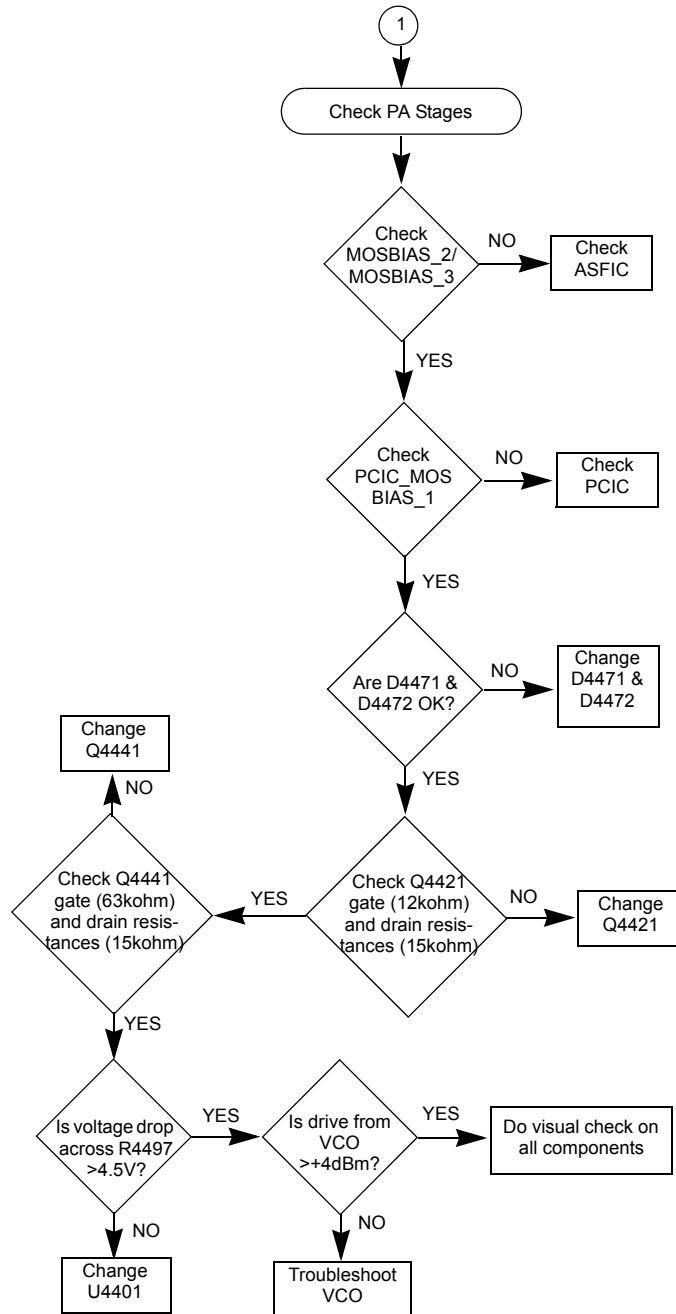 1
Check PA Stages
Check
MOSBIAS_2/
MOSBIAS_3
NO
Check
ASFIC
YES
Check
PCIC_MOS
BIAS_1
NO
Check
PCIC
YES
Are D4471 &
D4472 OK?
NO
Change
D4471 &
D4472
YES
Check Q4421
gate (12kohm)
and drain resis-
tances (15kohm)
NO
Change
Q4421
YES
Check Q4441
gate (63kohm)
and drain resis-
tances (15kohm)
NO
Change
Q4441
YES
Is voltage drop
across R4497
>4.5V?
NO
Change
U4401
YES
Is drive from
VCO
>+4dBm?
NO
Troubleshoot
VCO
YES
Do visual check on
all components